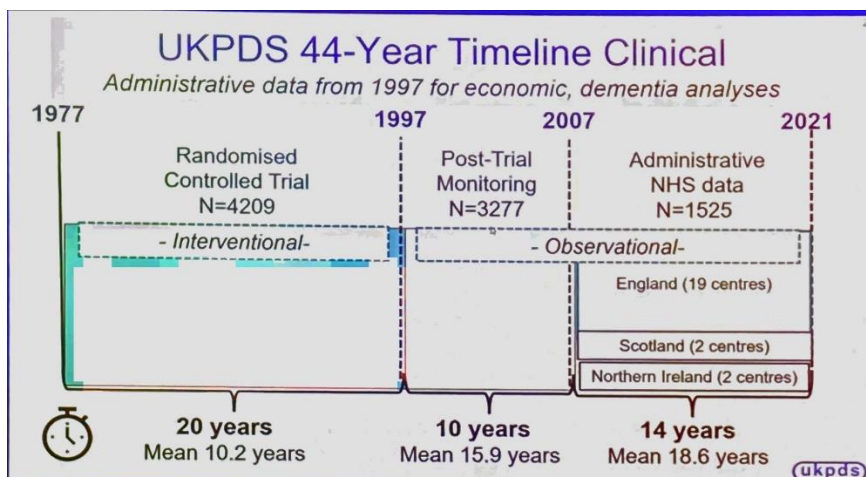 UKPDS 44-Year Timeline Clinical
Administrative data from 1997 for economic, dementia analyses
1977
1997
2007
2021
Randomised
Controlled Trial
N=4209
Post-Trial
Monitoring
N=3277
Administrative
NHS data
N=1525
- Interventional-
- Observational-
England (19 centres)
Scotland (2 centres)
Northern Ireland (2 centres)
20 years
Mean 10.2 years
10 years
Mean 15.9 years
14 years
Mean 18.6 years
ukpds